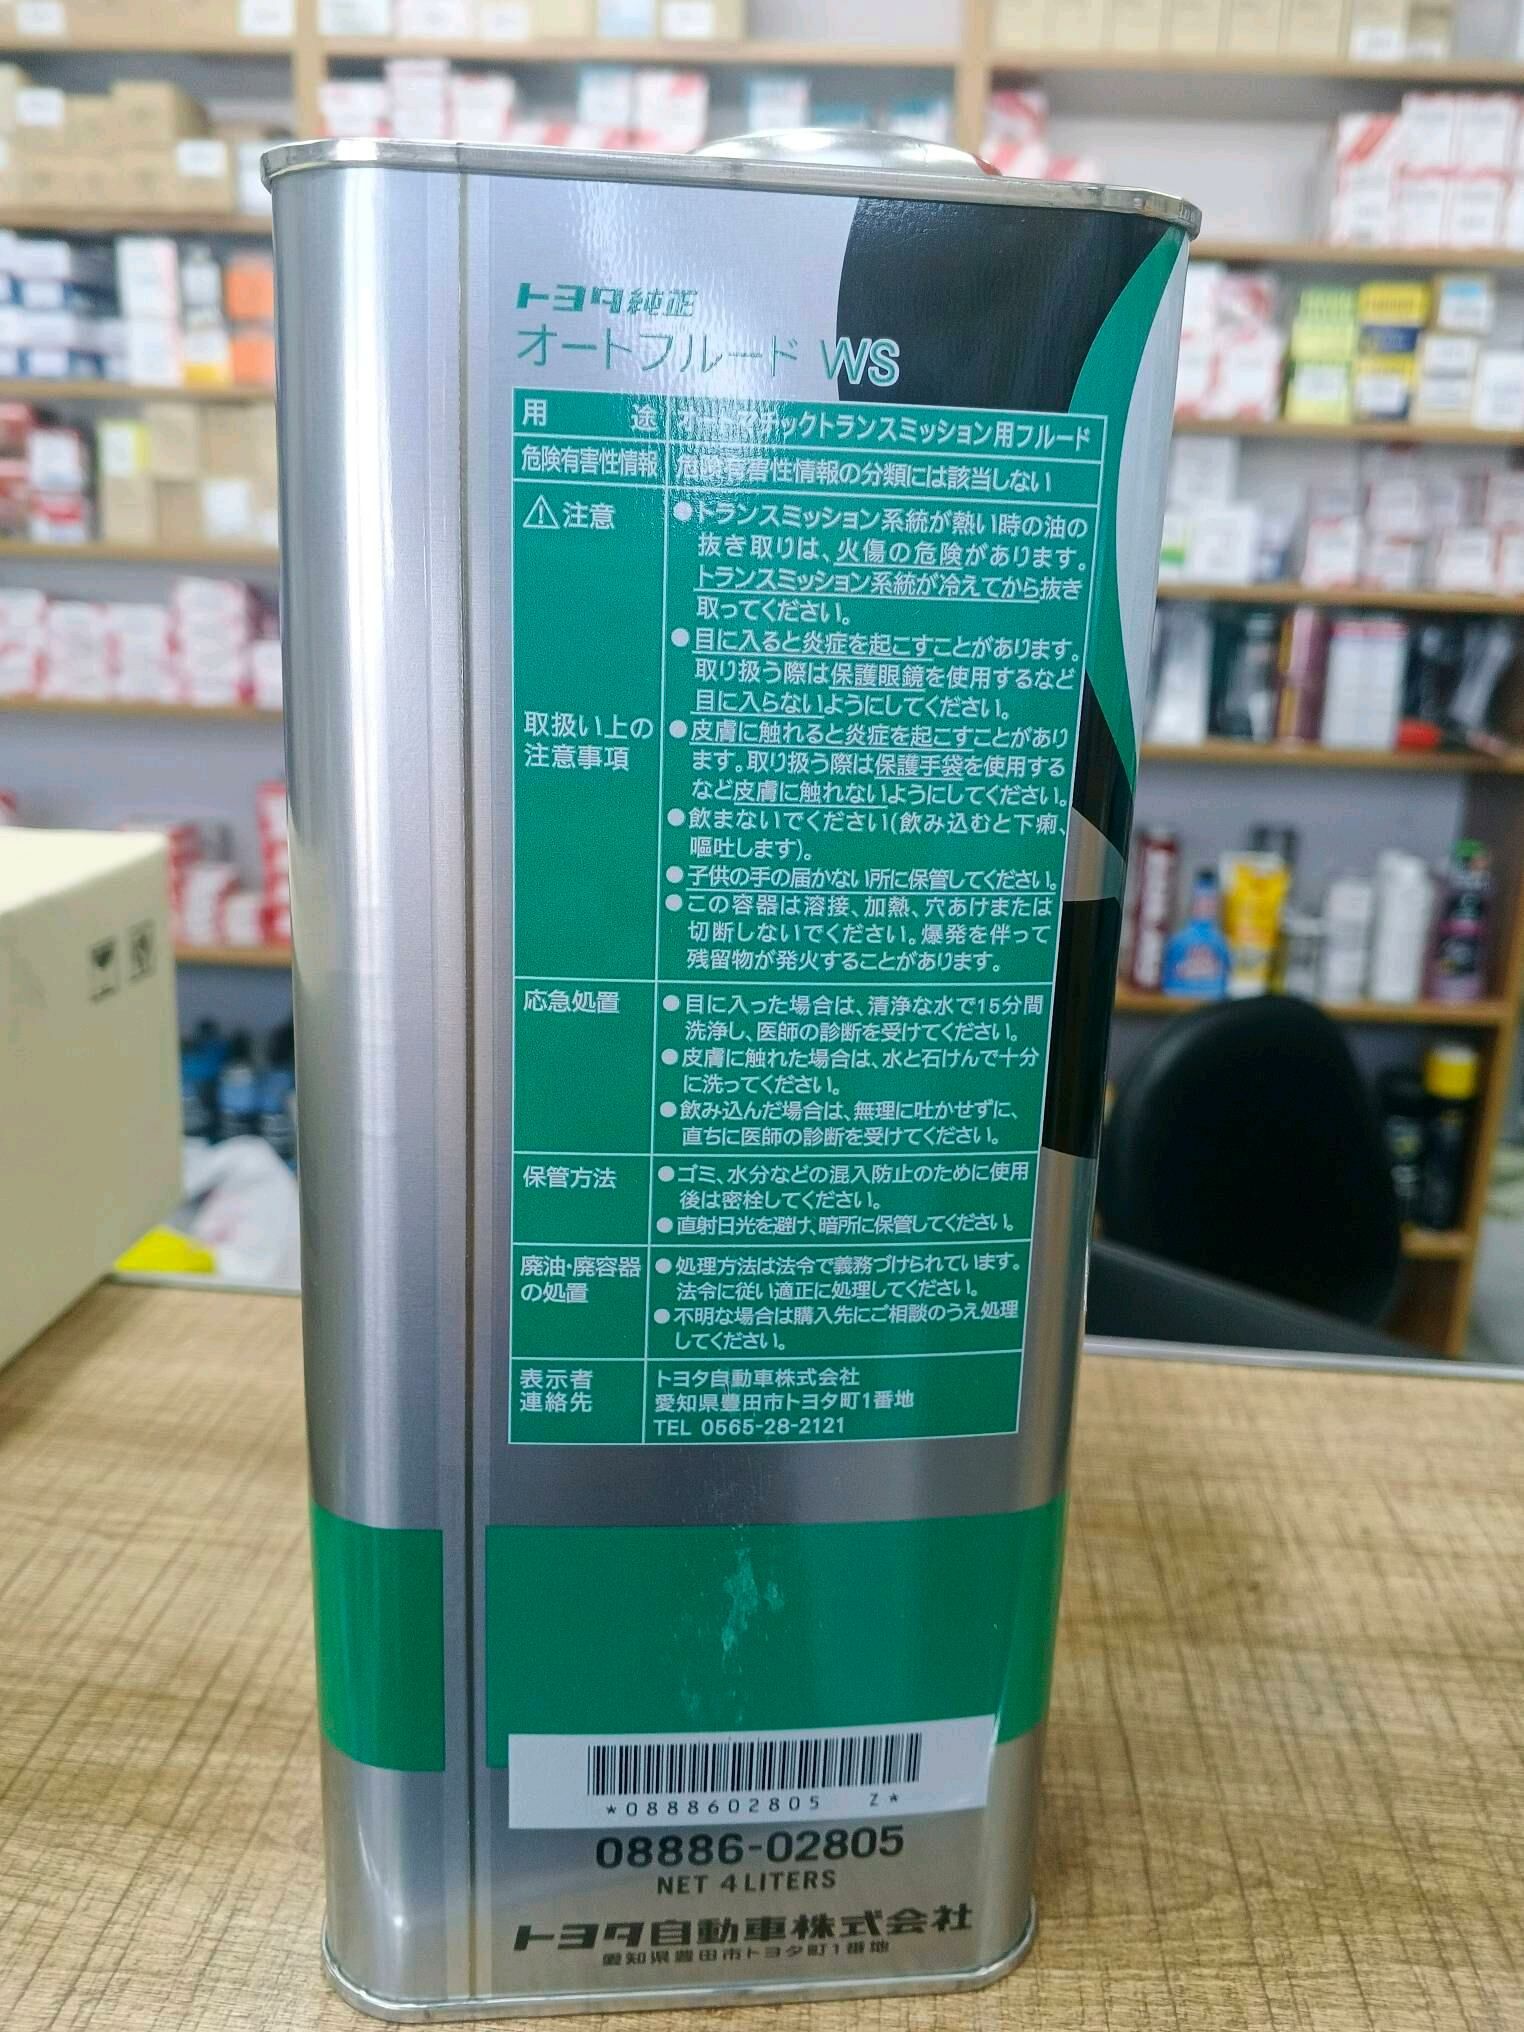 トヨタ純正
オートフルード WS
用途 オートマチックトランスミッション用フルード
危険有害性情報 危険有害性情報の分類には該当しない
⚠注意
取扱い上の
注意事項
●トランスミッション系統が熱い時の油の
抜き取りは、火傷の危険があります。
トランスミッション系統が冷えてから抜き
取ってください。
●目に入ると炎症を起こすことがあります。
取り扱う際は保護眼鏡を使用するなど
目に入らないようにしてください。
●皮膚に触れると炎症を起こすことがあり
ます。取り扱う際は保護手袋を使用する
など皮膚に触れないようにしてください。
●飲まないでください(飲み込むと下痢、
嘔吐します)。
●子供の手の届かない所に保管してください。
●この容器は溶接、加熱、穴あけまたは
切断しないでください。爆発を伴って
残留物が発火することがあります。
応急処置
●目に入った場合は、清浄な水で15分間
洗浄し、医師の診断を受けてください。
●皮膚に触れた場合は、水と石けんで十分
に洗ってください。
●飲み込んだ場合は、無理に吐かせずに、
直ちに医師の診断を受けてください。
保管方法
●ゴミ、水分などの混入防止のために使用
後は密栓してください。
●直射日光を避け、暗所に保管してください。
廃油・廃容器
の処置
●処理方法は法令で義務づけられています。
法令に従い適正に処理してください。
●不明な場合は購入先にご相談のうえ処理
してください。
表示者
連絡先
トヨタ自動車株式会社
愛知県豊田市トヨタ町1番地
TEL 0565-28-2121
*0888602805 Z*
08886-02805
NET 4 LITERS
トヨタ自動車株式会社
愛知県豊田市トヨタ町1番地